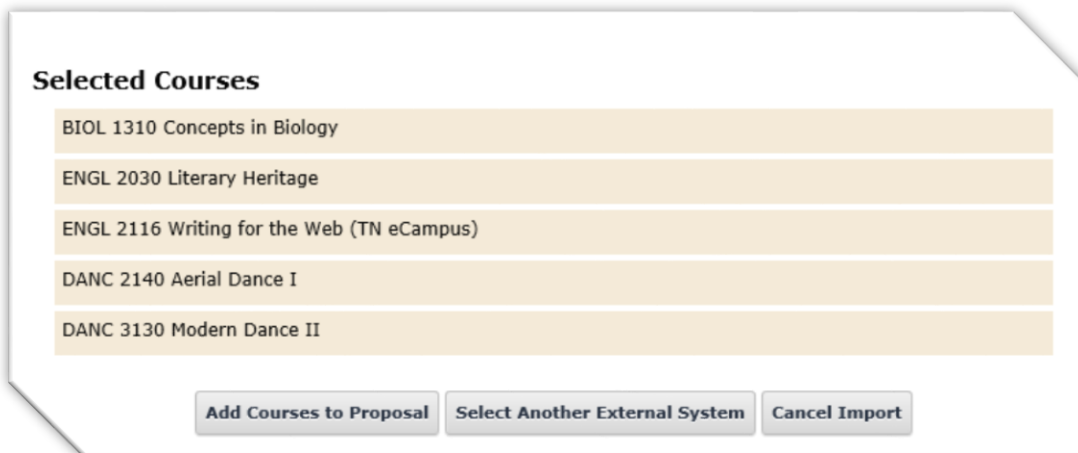 Selected Courses
BIOL 1310 Concepts in Biology
ENGL 2030 Literary Heritage
ENGL 2116 Writing for the Web (TN eCampus)
DANC 2140 Aerial Dance I
DANC 3130 Modern Dance II
Add Courses to Proposal Select Another External System Cancel Import